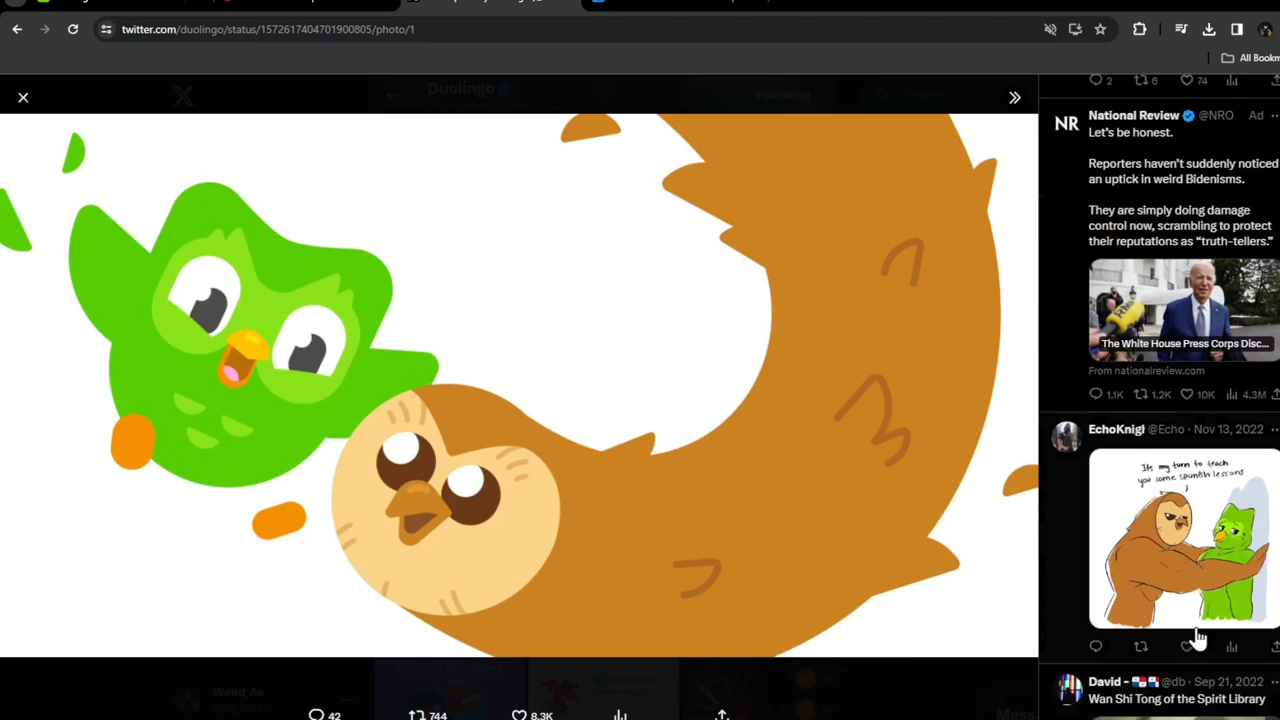 twitter.com/duolingo/status/1572617404701900805/photo/1
All Bookm
Duolingo
Following
2
6
74
National Review @NRO Ad
Let's be honest.
Reporters haven't suddenly noticed
an uptick in weird Bidenisms.
They are simply doing damage
control now, scrambling to protect
their reputations as "truth-tellers."
The White House Press Corps Disc...
From nationalreview.com
1.1K
1.2K
10K
4.3M
EchoKnigl @Echo · Nov 13, 2022
Its my turn to teach
you some spanish lessons
David - @db · Sep 21, 2022
Wan Shi Tong of the Spirit Library
NR
42
744
8.3K